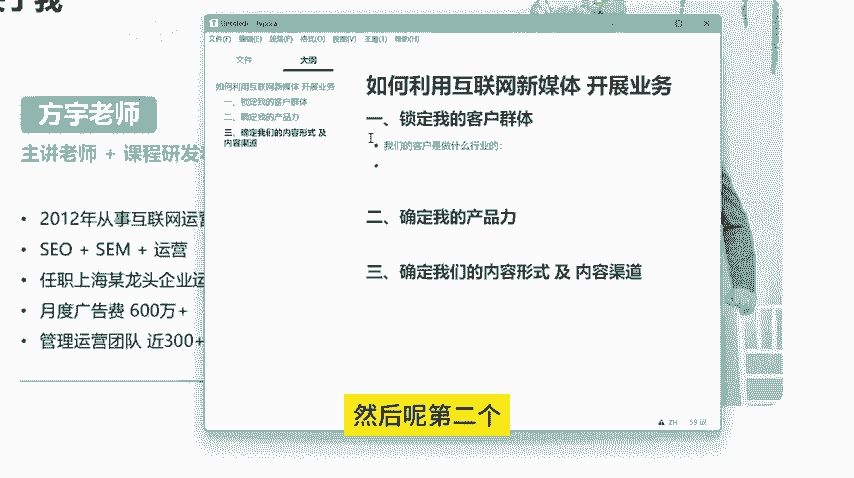 关于我
方宇老师
主讲老师 + 课程研发
2012年从事互联网运营
SEO + SEM + 运营
任职上海某龙头企业运
月度广告费 600万+
管理运营团队 近300+
文件(F) 编辑(E) 段落(P) 格式(O) 视图(V) 主题(T) 帮助(H)
文件 大纲
如何利用互联网新媒体 开展业务
一、锁定我的客户群体
二、确定我的产品力
三、确定我们的内容形式 及
内容渠道
如何利用互联网新媒体 开展业务
一、锁定我的客户群体
我们的客户是做什么行业的:
二、确定我的产品力
三、确定我们的内容形式 及 内容渠道
ZH 59 词
然后呢第二个